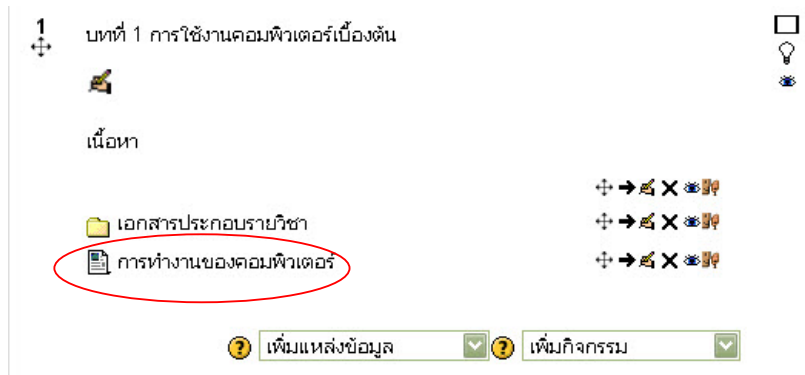 1
บทที่ 1 การใช้งานคอมพิวเตอร์เบื้องต้น
เนื้อหา
เอกสารประกอบรายวิชา
การทำงานของคอมพิวเตอร์
? เพิ่มแหล่งข้อมูล ? เพิ่มกิจกรรม